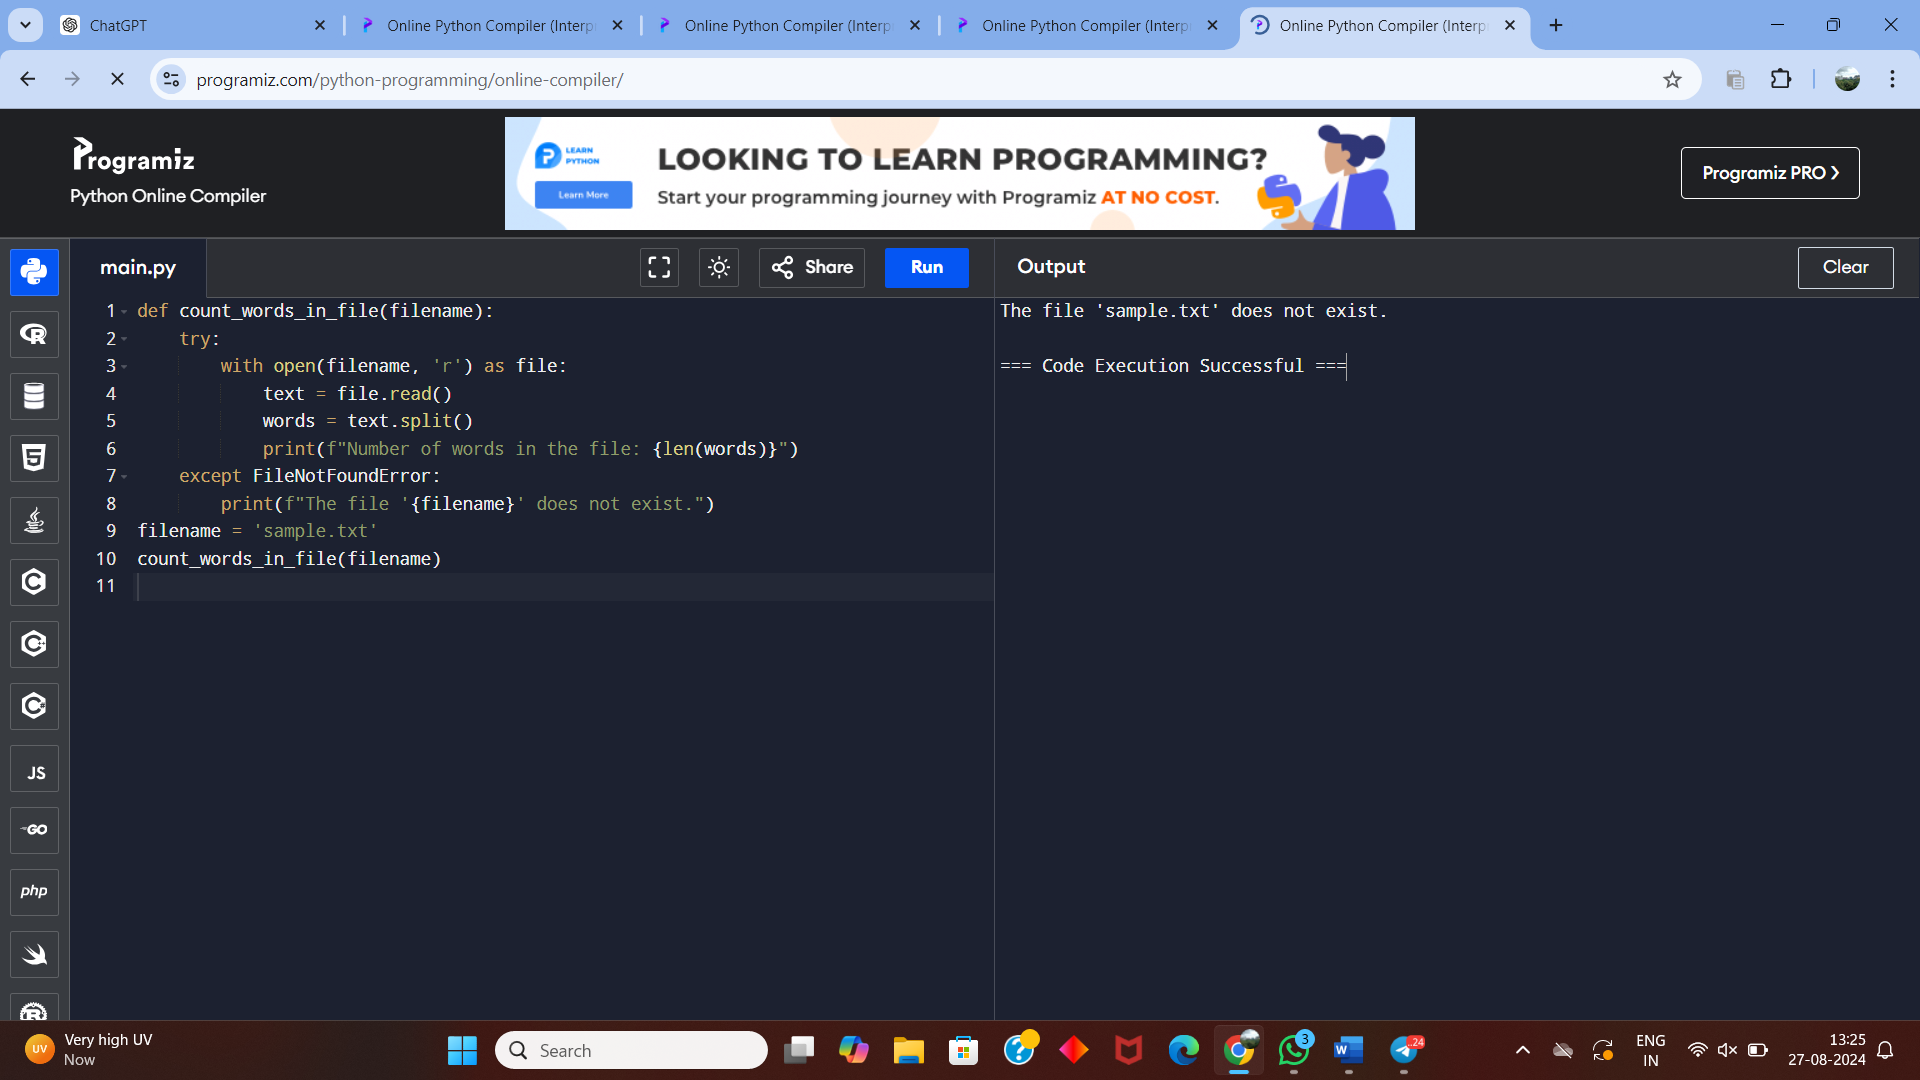 ChatGPT
Online Python Compiler (Interp
Online Python Compiler (Interp
Online Python Compiler (Interp
Online Python Compiler (Interp
programiz.com/python-programming/online-compiler/
Programiz
Python Online Compiler
LEARN
PYTHON
Learn More
LOOKING TO LEARN PROGRAMMING?
Start your programming journey with Programiz AT NO COST.
Programiz PRO ❯
main.py
Share
Run
Output
Clear
1 def count_words_in_file(filename):
2     try:
3         with open(filename, 'r') as file:
4             text = file.read()
5             words = text.split()
6             print(f"Number of words in the file: {len(words)}")
7     except FileNotFoundError:
8         print(f"The file '{filename}' does not exist.")
9 filename = 'sample.txt'
10 count_words_in_file(filename)
11
The file 'sample.txt' does not exist.
=== Code Execution Successful ===
JS
GO
php
UV
Very high UV
Now
Search
3
24
ENG
IN
13:25
27-08-2024